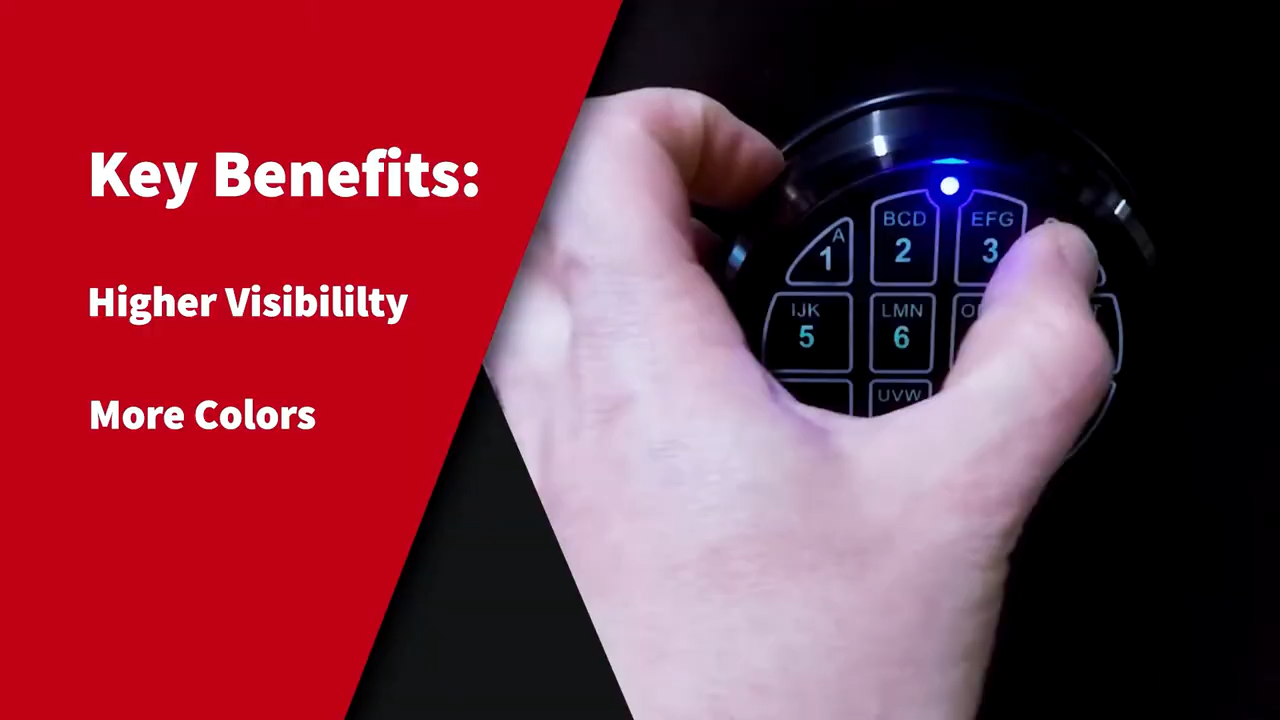 Key Benefits:
Higher Visibililty
More Colors
A
1
BCD
2
EFG
3
IJK
5
LMN
6
UVW